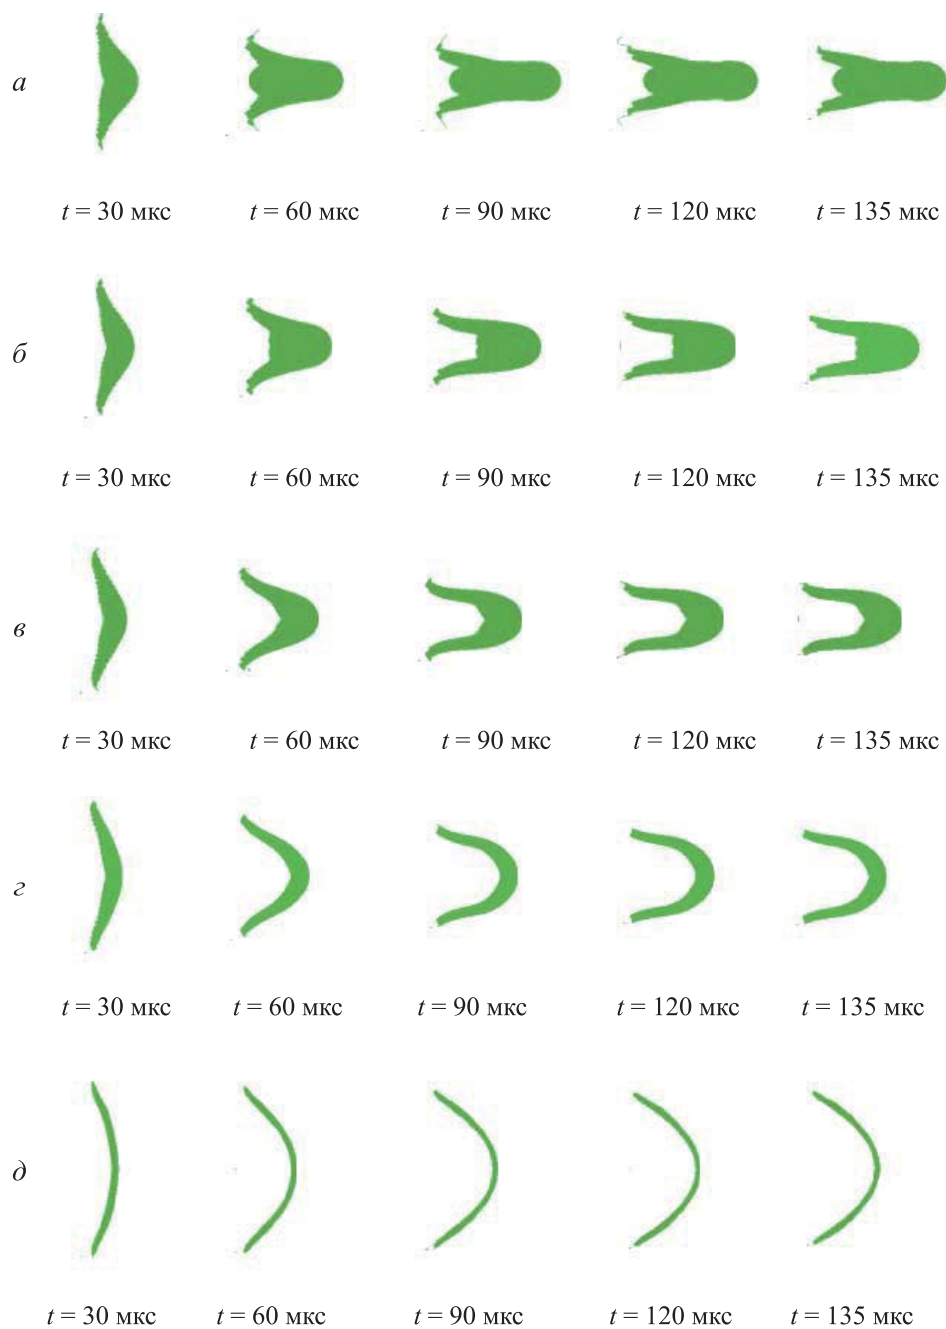 а
t = 30 мкс t = 60 мкс t = 90 мкс t = 120 мкс t = 135 мкс
б
t = 30 мкс t = 60 мкс t = 90 мкс t = 120 мкс t = 135 мкс
в
t = 30 мкс t = 60 мкс t = 90 мкс t = 120 мкс t = 135 мкс
г
t = 30 мкс t = 60 мкс t = 90 мкс t = 120 мкс t = 135 мкс
д
t = 30 мкс t = 60 мкс t = 90 мкс t = 120 мкс t = 135 мкс